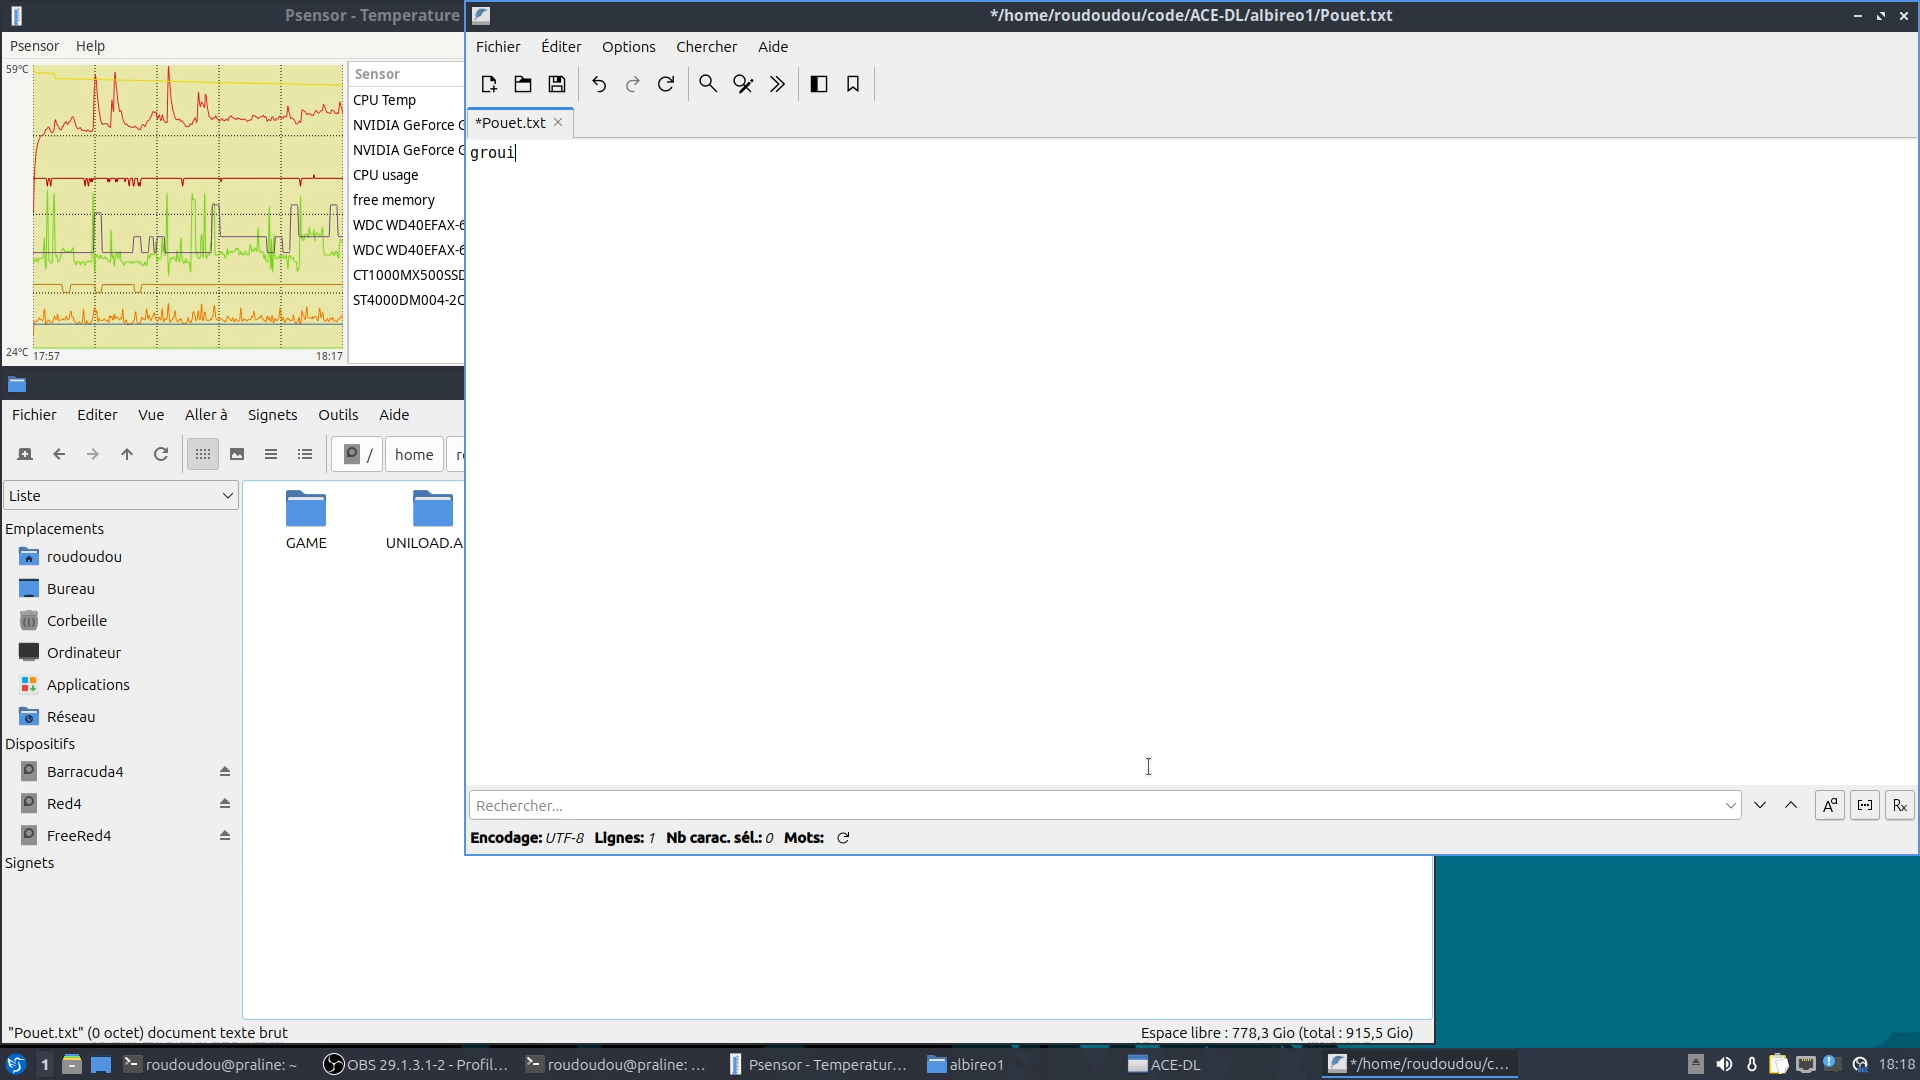 Psensor - Temperature
Psensor Help
59°C
24°C
17:57
18:17
Sensor
CPU Temp
NVIDIA GeForce G
NVIDIA GeForce G
CPU usage
free memory
WDC WD40EFAX-6
WDC WD40EFAX-6
CT1000MX500SSD
ST4000DM004-2C
*/home/roudoudou/code/ACE-DL/albireo1/Pouet.txt
Fichier Éditer Options Chercher Aide
*Pouet.txt
groui
Rechercher...
Encodage: UTF-8 Lignes: 1 Nb carac. sél.: 0 Mots:
Fichier Editer Vue Aller à Signets Outils Aide
/ home
Liste
Emplacements
roudoudou
Bureau
Corbeille
Ordinateur
Applications
Réseau
Dispositifs
Barracuda4
Red4
FreeRed4
Signets
GAME
UNILOAD.A
"Pouet.txt" (0 octet) document texte brut
Espace libre : 778,3 Gio (total : 915,5 Gio)
1 roudoudou@praline: ~ OBS 29.1.3.1-2 - Profil... roudoudou@praline: ... Psensor - Temperatur... albireo1 ACE-DL */home/roudoudou/c... 18:18